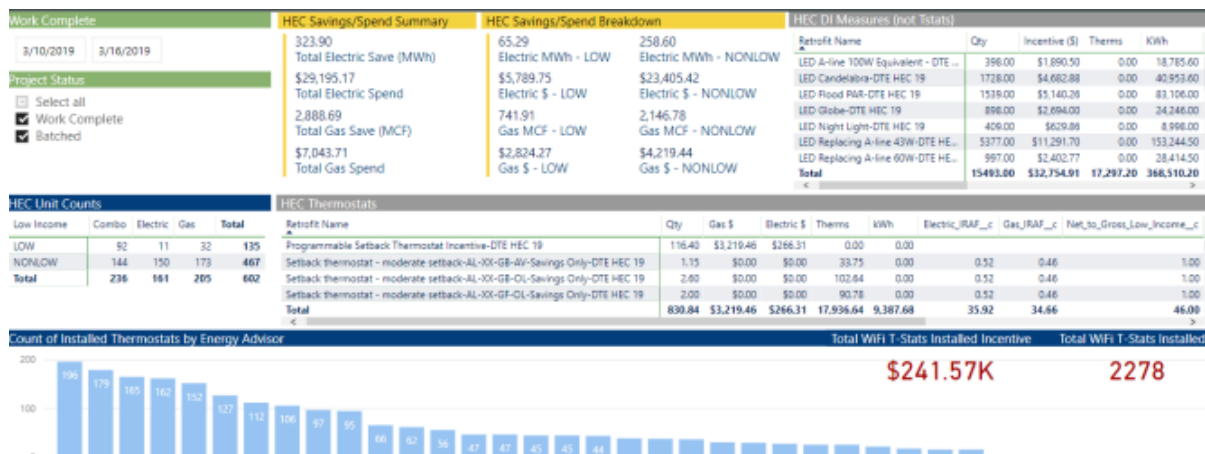 Work Complete
3/10/2019 3/16/2019
Project Status
Select all
Work Complete
Batched
HEC Savings/Spend Summary
323.90
Total Electric Save (MWh)
$29,195.17
Total Electric Spend
2,888.69
Total Gas Save (MCF)
$7,043.71
Total Gas Spend
HEC Savings/Spend Breakdown
65.29 258.60
Electric MWh - LOW Electric MWh - NONLOW
$5,789.75 $23,405.42
Electric $ - LOW Electric $ - NONLOW
741.91 2,146.78
Gas MCF - LOW Gas MCF - NONLOW
$2,824.27 $4,219.44
Gas $ - LOW Gas $ - NONLOW
HEC DI Measures (not Tstats)
Retrofit Name Qty Incentive ($) Therms KWh
LED A-line 100W Equivalent - DTE ... 398.00 $1,890.50 0.00 18,785.60
LED Candelabra-DTE HEC 19 1728.00 $4,682.88 0.00 40,953.60
LED Flood PAR-DTE HEC 19 1539.00 $5,140.26 0.00 83,106.00
LED Globe-DTE HEC 19 898.00 $2,694.00 0.00 24,246.00
LED Night Light-DTE HEC 19 409.00 $629.86 0.00 8,998.00
LED Replacing A-line 43W-DTE HE... 5377.00 $11,291.70 0.00 153,244.50
LED Replacing A-line 60W-DTE HE... 997.00 $2,402.77 0.00 28,414.50
Total 15493.00 $32,754.91 17,297.20 368,510.20
HEC Unit Counts
Low Income Combo Electric Gas Total
LOW 92 11 32 135
NONLOW 144 150 173 467
Total 236 161 205 602
HEC Thermostats
Retrofit Name Qty Gas $ Electric $ Therms kWh Electric_IRAF__c Gas_IRAF__c Net_to_Gross_Low_Income__c
Programmable Setback Thermostat Incentive-DTE HEC 19 116.40 $3,219.46 $266.31 0.00 0.00
Setback thermostat - moderate setback-AL-XX-GB-AV-Savings Only-DTE HEC 19 1.15 $0.00 $0.00 33.75 0.00 0.52 0.46 1.00
Setback thermostat - moderate setback-AL-XX-GB-OL-Savings Only-DTE HEC 19 2.60 $0.00 $0.00 102.64 0.00 0.52 0.46 1.00
Setback thermostat - moderate setback-AL-XX-GF-OL-Savings Only-DTE HEC 19 2.00 $0.00 $0.00 90.78 0.00 0.52 0.46 1.00
Total 830.84 $3,219.46 $266.31 17,936.64 9,387.68 35.92 34.66 46.00
Count of Installed Thermostats by Energy Advisor
Total WiFi T-Stats Installed Incentive Total WiFi T-Stats Installed
$241.57K 2278
200
100
196 179 165 162 152 127 112 106 97 95 66 62 56 47 47 45 45 44